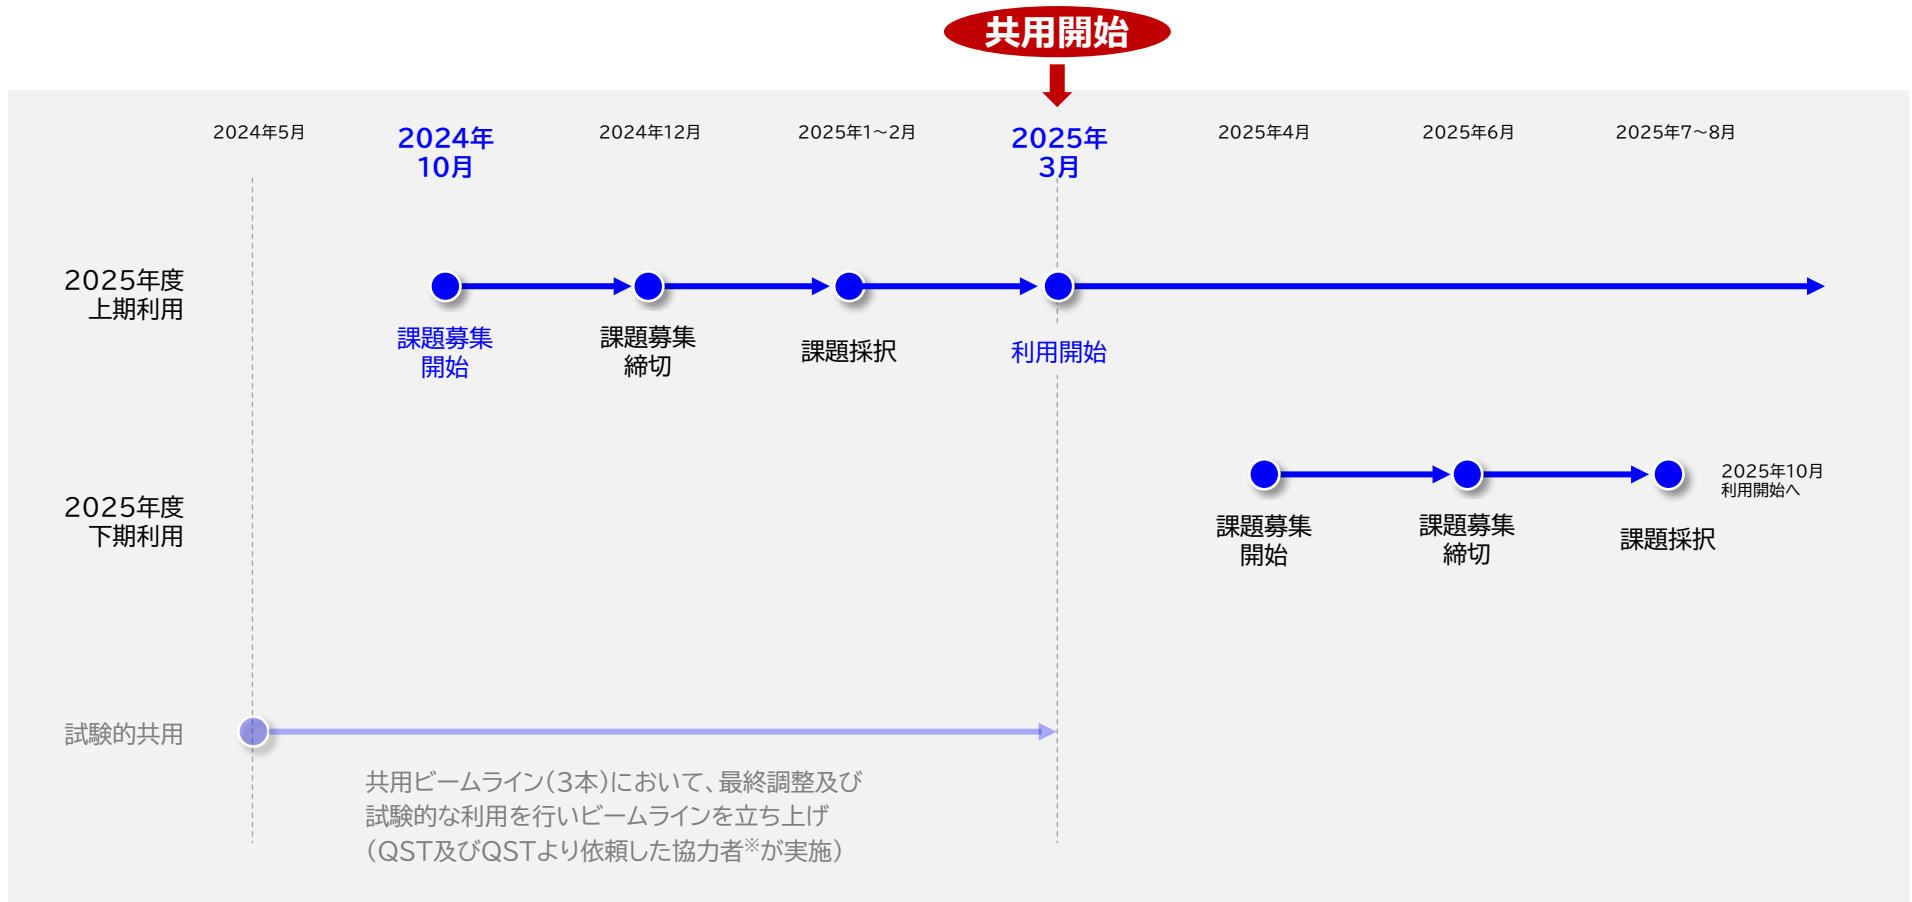 共用開始
2024年5月
2024年
10月
2024年12月
2025年1～2月
2025年
3月
2025年4月
2025年6月
2025年7～8月
2025年度
上期利用
課題募集
開始
課題募集
締切
課題採択
利用開始
2025年度
下期利用
課題募集
開始
課題募集
締切
課題採択
2025年10月
利用開始へ
試験的共用
共用ビームライン（3本）において、最終調整及び
試験的な利用を行いビームラインを立ち上げ
（QST及びQSTより依頼した協力者※が実施）